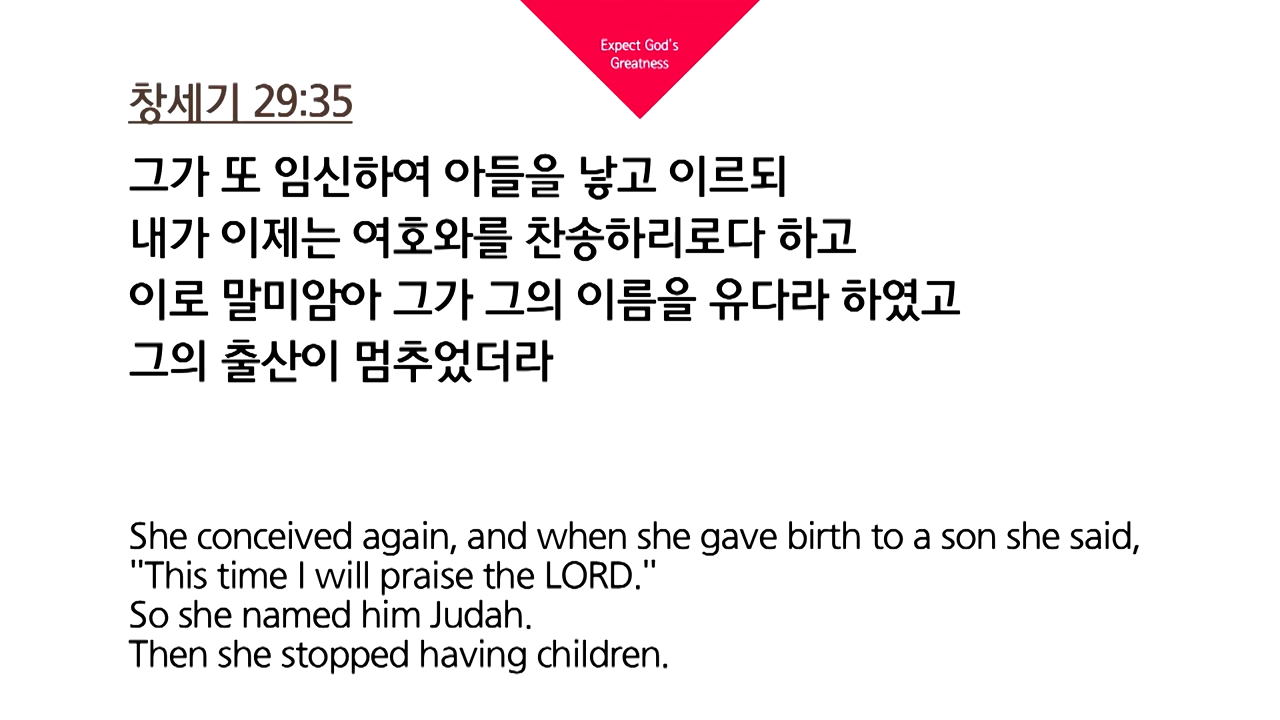 Expect God's
Greatness
창세기 29:35
그가 또 임신하여 아들을 낳고 이르되
내가 이제는 여호와를 찬송하리로다 하고
이로 말미암아 그가 그의 이름을 유다라 하였고
그의 출산이 멈추었더라
She conceived again, and when she gave birth to a son she said,
"This time I will praise the LORD."
So she named him Judah.
Then she stopped having children.